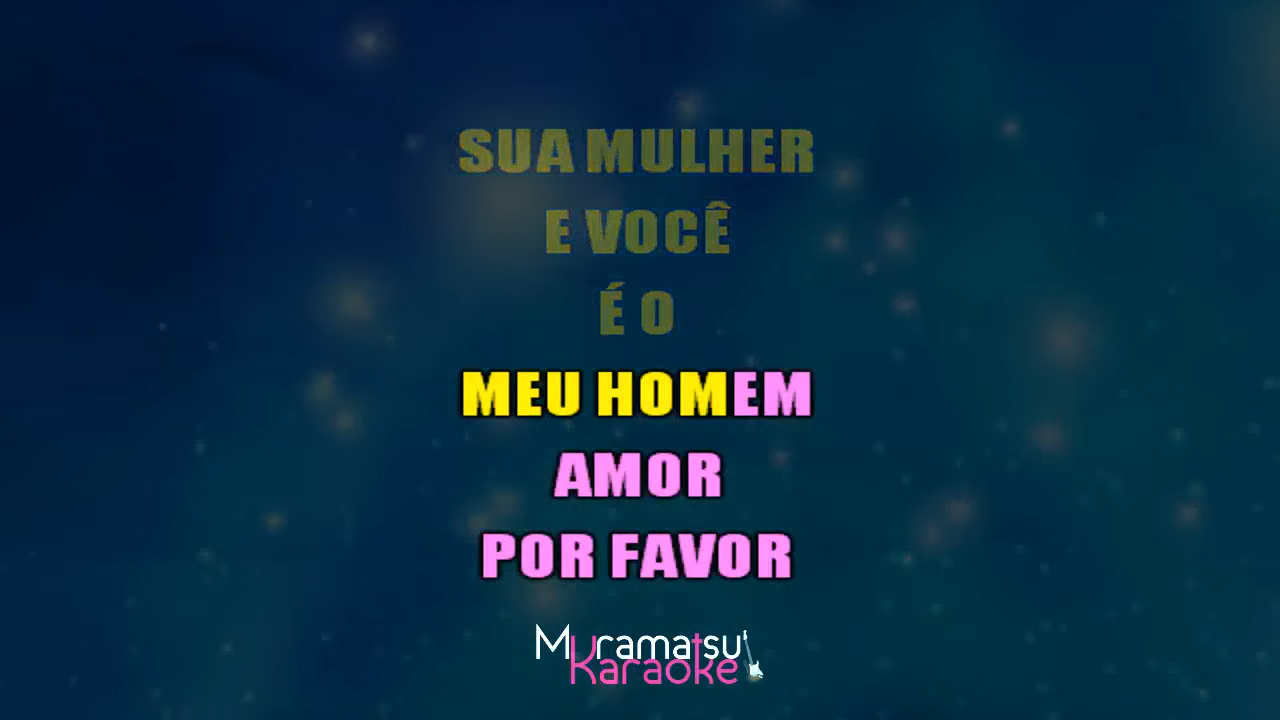 SUA MULHER
E VOCÊ
É O
MEU HOMEM
AMOR
POR FAVOR
Muramatsu
Karaoke